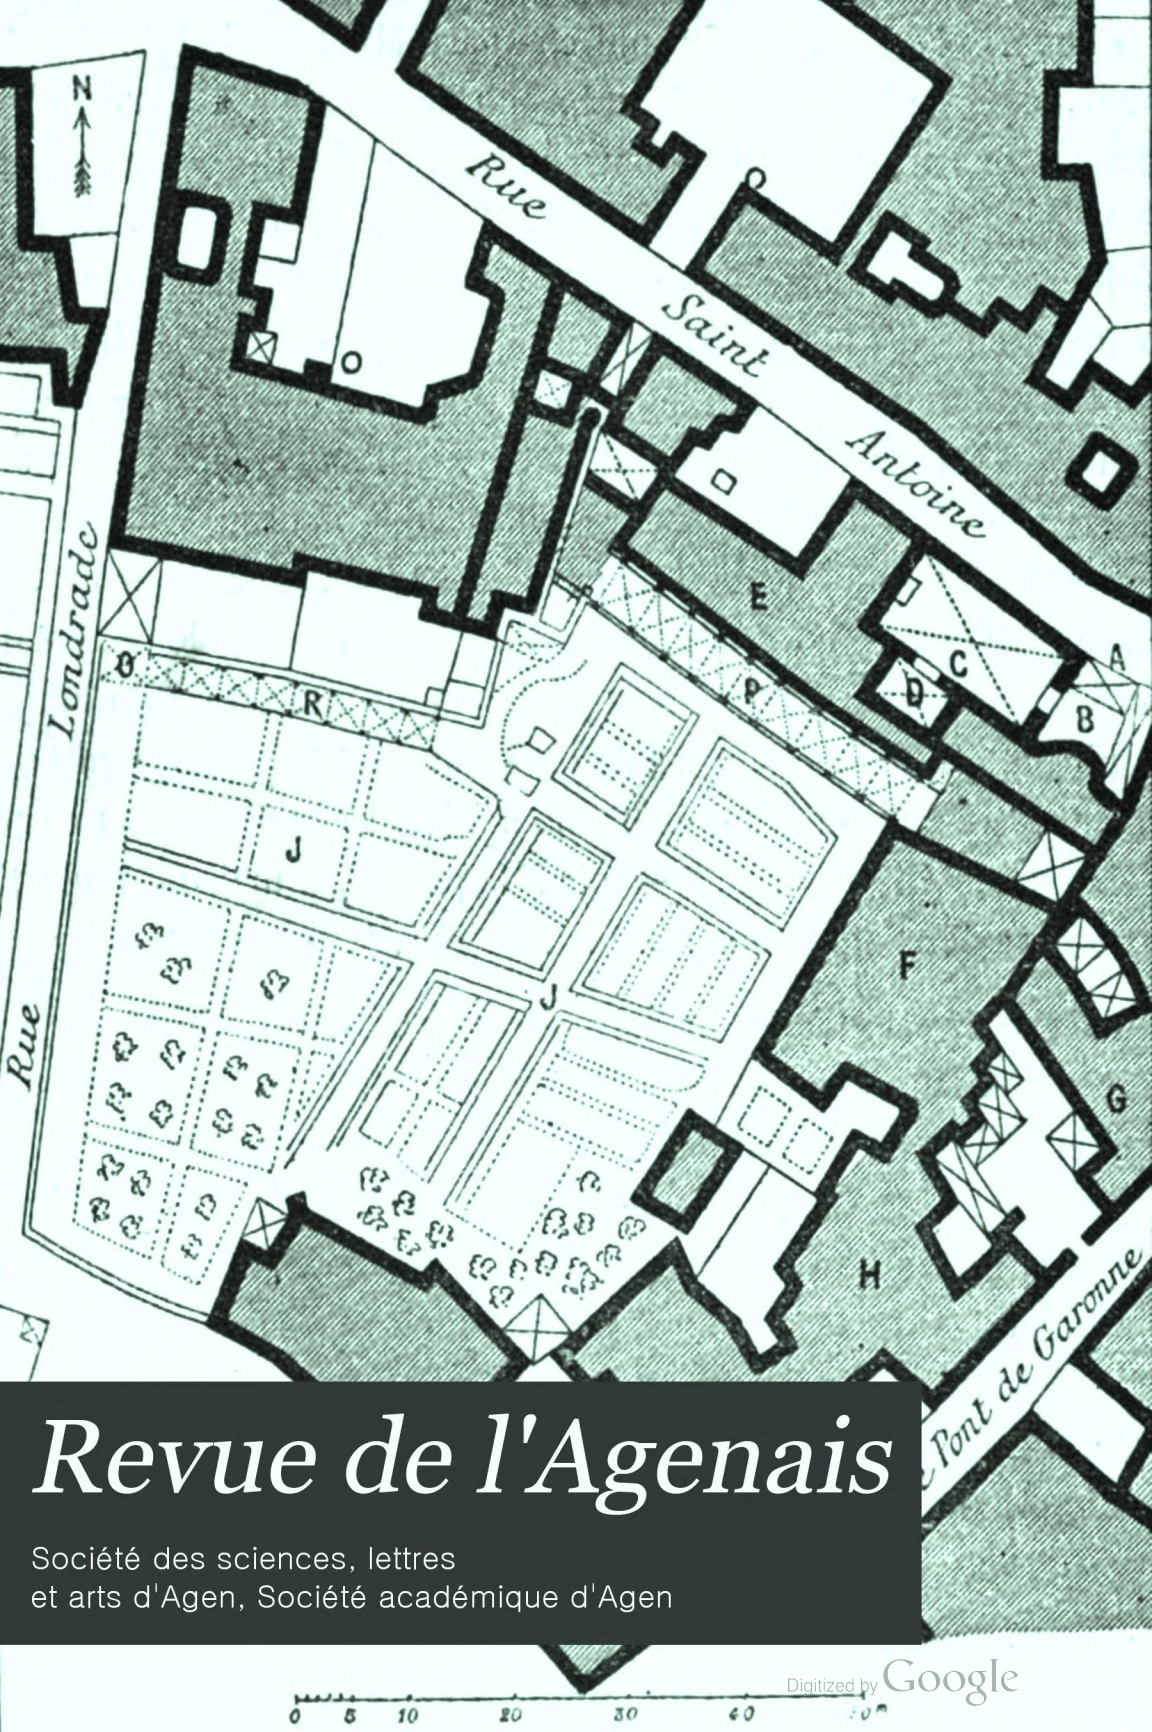 N
Rue
Saint
Antoine
Rue Londrade
E
A
C
D
B
O
R
P
J
F
J
G
H
Pont de Garonne
Revue de l'Agenais
Société des sciences, lettres
et arts d'Agen, Société académique d'Agen
Digitized by Google
0 5 10 20 30 40 50m